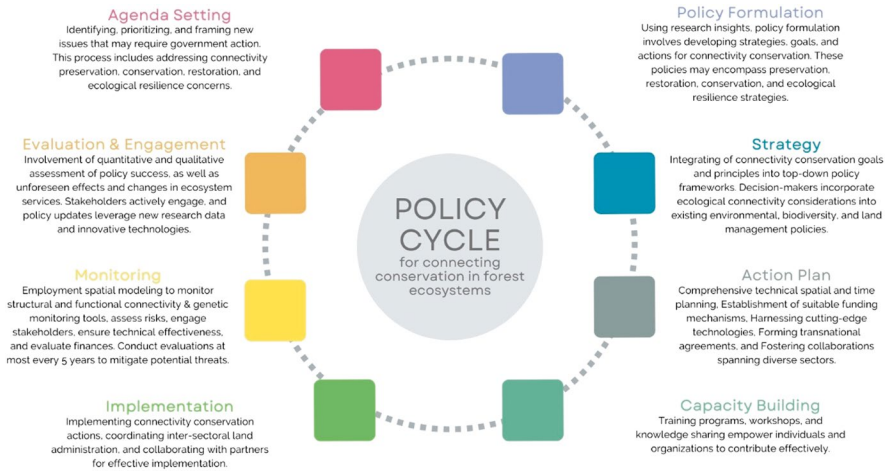 Agenda Setting
Identifying, prioritizing, and framing new
issues that may require government action.
This process includes addressing connectivity
preservation, conservation, restoration, and
ecological resilience concerns.
Policy Formulation
Using research insights, policy formulation
involves developing strategies, goals, and
actions for connectivity conservation. These
policies may encompass preservation,
restoration, conservation, and ecological
resilience strategies.
Evaluation & Engagement
Involvement of quantitative and qualitative
assessment of policy success, as well as
unforeseen effects and changes in ecosystem
services. Stakeholders actively engage, and
policy updates leverage new research data
and innovative technologies.
Strategy
Integrating of connectivity conservation goals
and principles into top-down policy
frameworks. Decision-makers incorporate
ecological connectivity considerations into
existing environmental, biodiversity, and land
management policies.
POLICY
CYCLE
for connecting
conservation in forest
ecosystems
Monitoring
Employment spatial modeling to monitor
structural and functional connectivity & genetic
monitoring tools, assess risks, engage
stakeholders, ensure technical effectiveness,
and evaluate finances. Conduct evaluations at
most every 5 years to mitigate potential threats.
Action Plan
Comprehensive technical spatial and time
planning, Establishment of suitable funding
mechanisms, Harnessing cutting-edge
technologies, Forming transnational
agreements, and Fostering collaborations
spanning diverse sectors.
Implementation
Implementing connectivity conservation
actions, coordinating inter-sectoral land
administration, and collaborating with partners
for effective implementation.
Capacity Building
Training programs, workshops, and
knowledge sharing empower individuals and
organizations to contribute effectively.